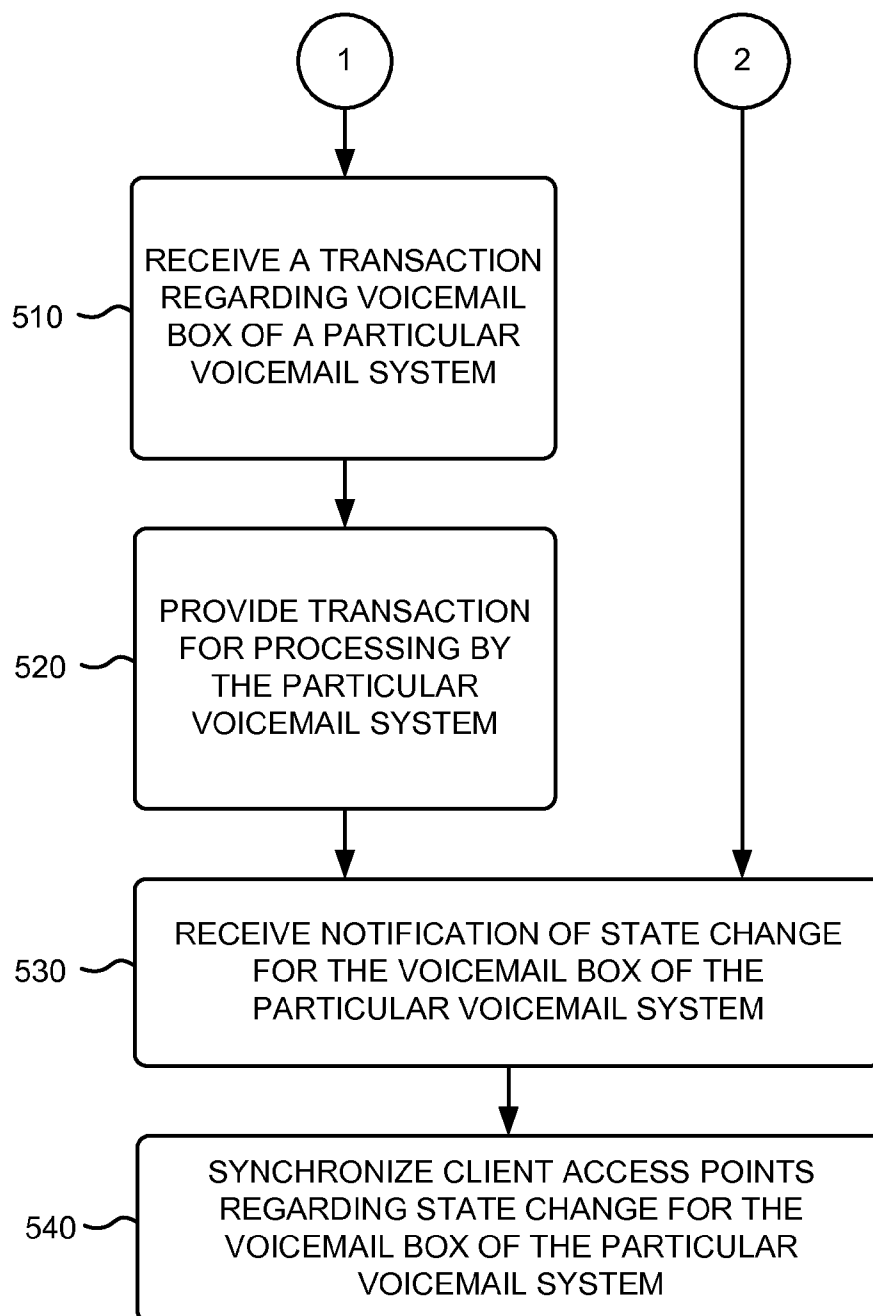 1
2
RECEIVE A TRANSACTION
REGARDING VOICEMAIL
BOX OF A PARTICULAR
VOICEMAIL SYSTEM
510
PROVIDE TRANSACTION
FOR PROCESSING BY
THE PARTICULAR
VOICEMAIL SYSTEM
520
RECEIVE NOTIFICATION OF STATE CHANGE
FOR THE VOICEMAIL BOX OF THE
PARTICULAR VOICEMAIL SYSTEM
530
SYNCHRONIZE CLIENT ACCESS POINTS
REGARDING STATE CHANGE FOR THE
VOICEMAIL BOX OF THE PARTICULAR
VOICEMAIL SYSTEM
540